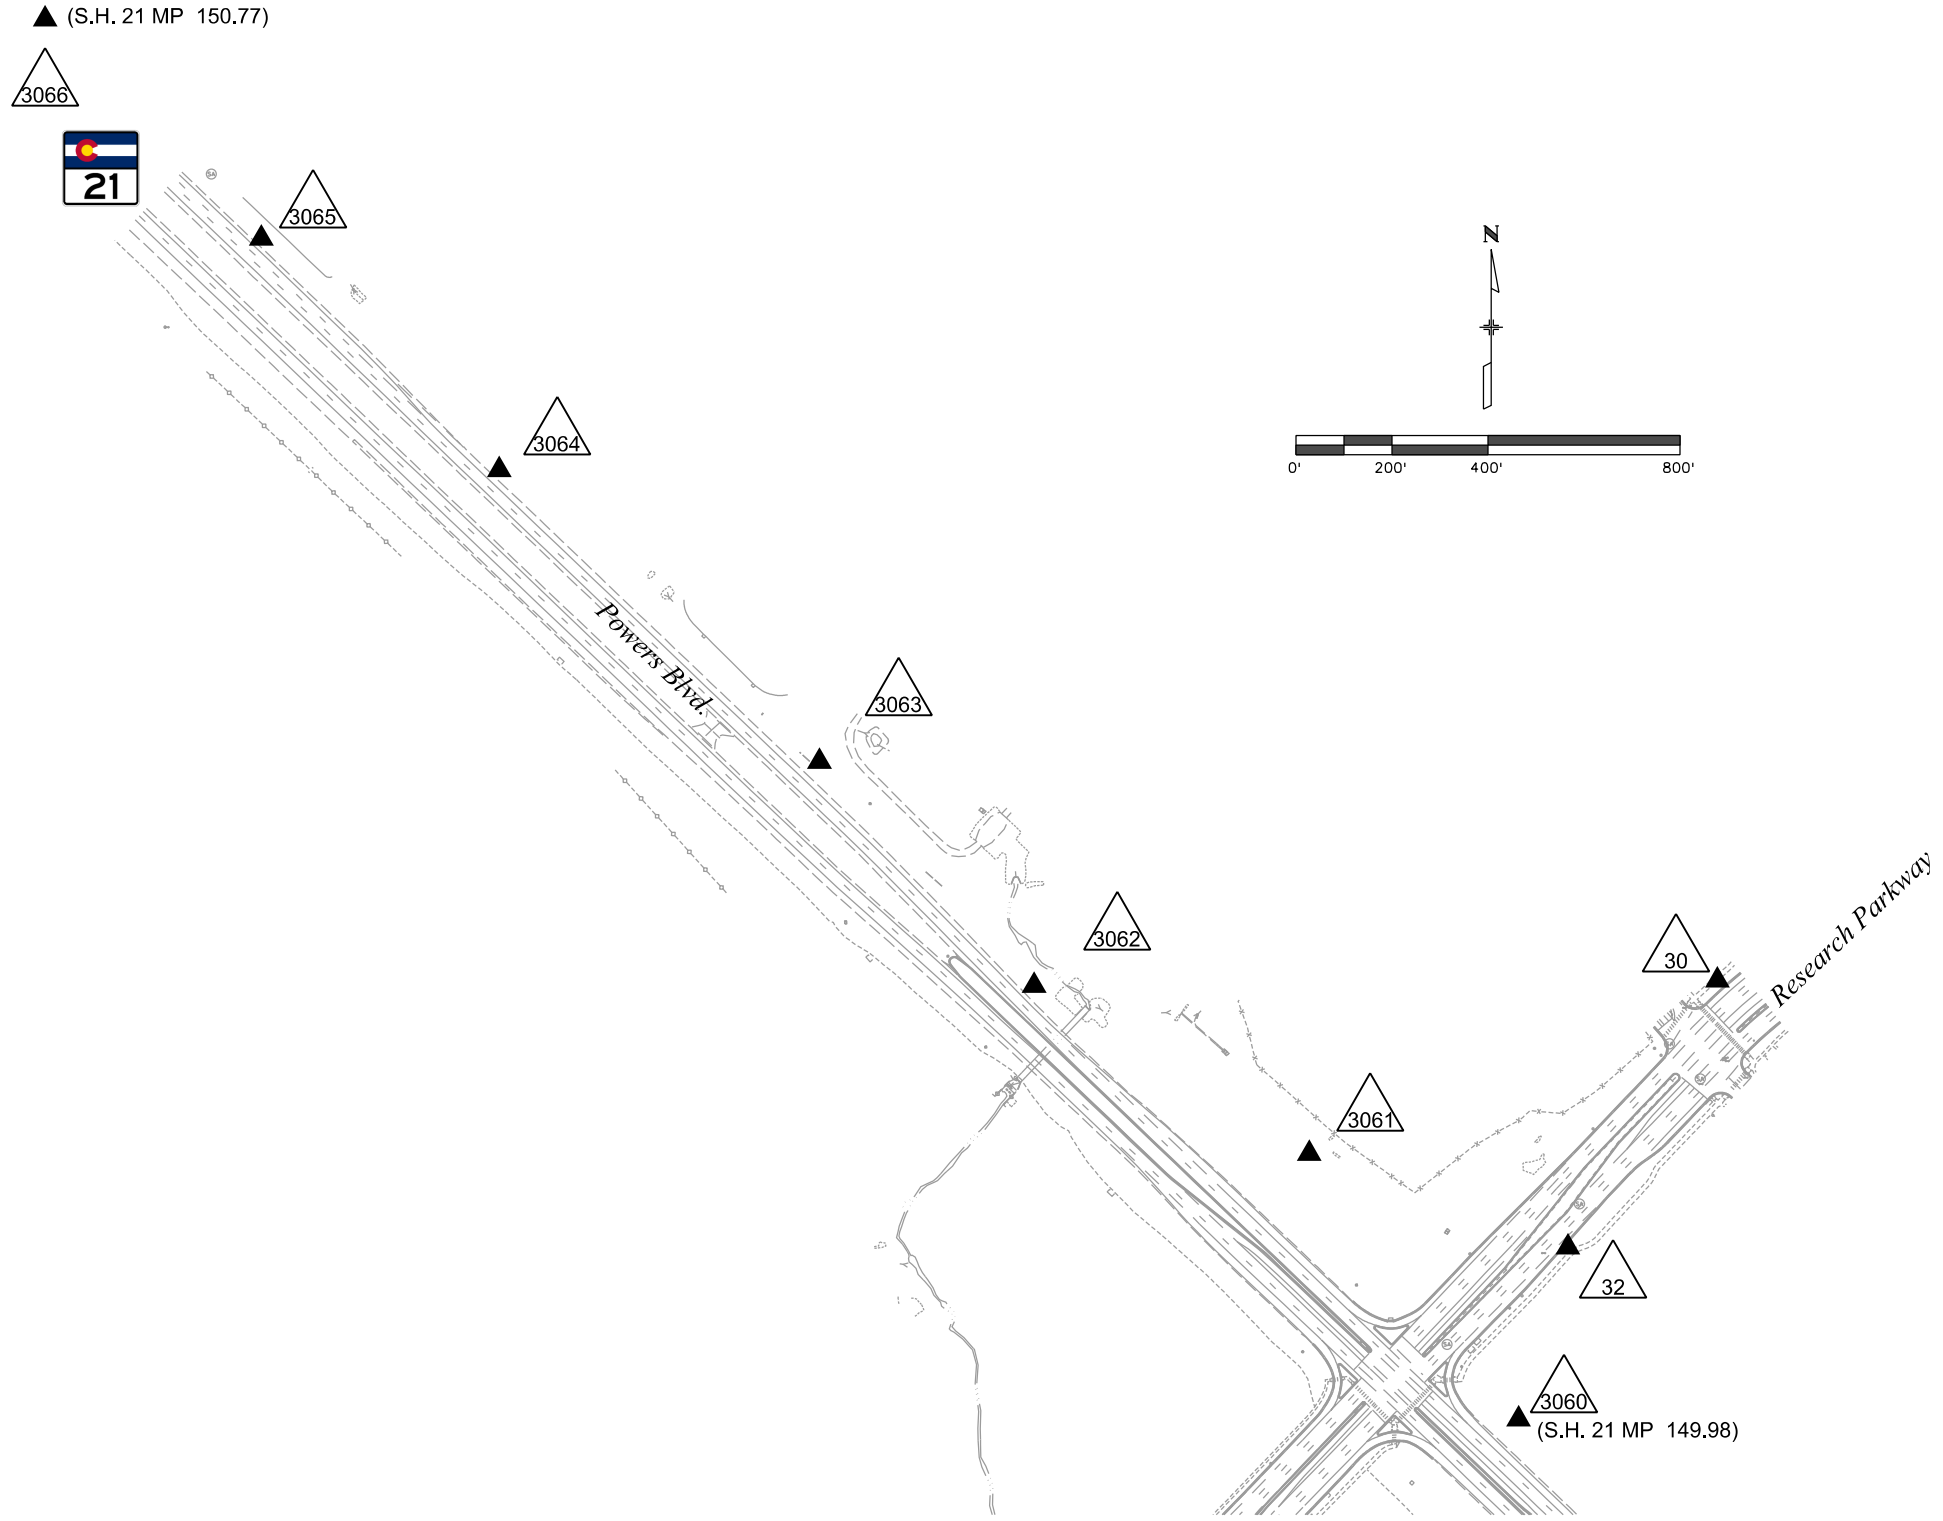 (S.H. 21 MP 150.77)
3066
21
3065
N
3064
0' 200' 400' 800'
Powers Blvd.
3063
3062
30
Research Parkway
3061
32
3060
(S.H. 21 MP 149.98)